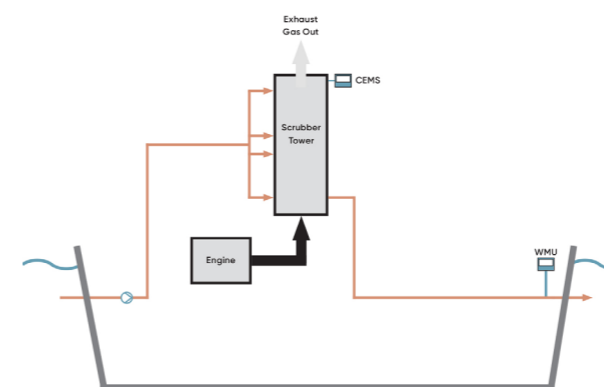 Exhaust
Gas Out
CEMS
Scrubber
Tower
Engine
WMU